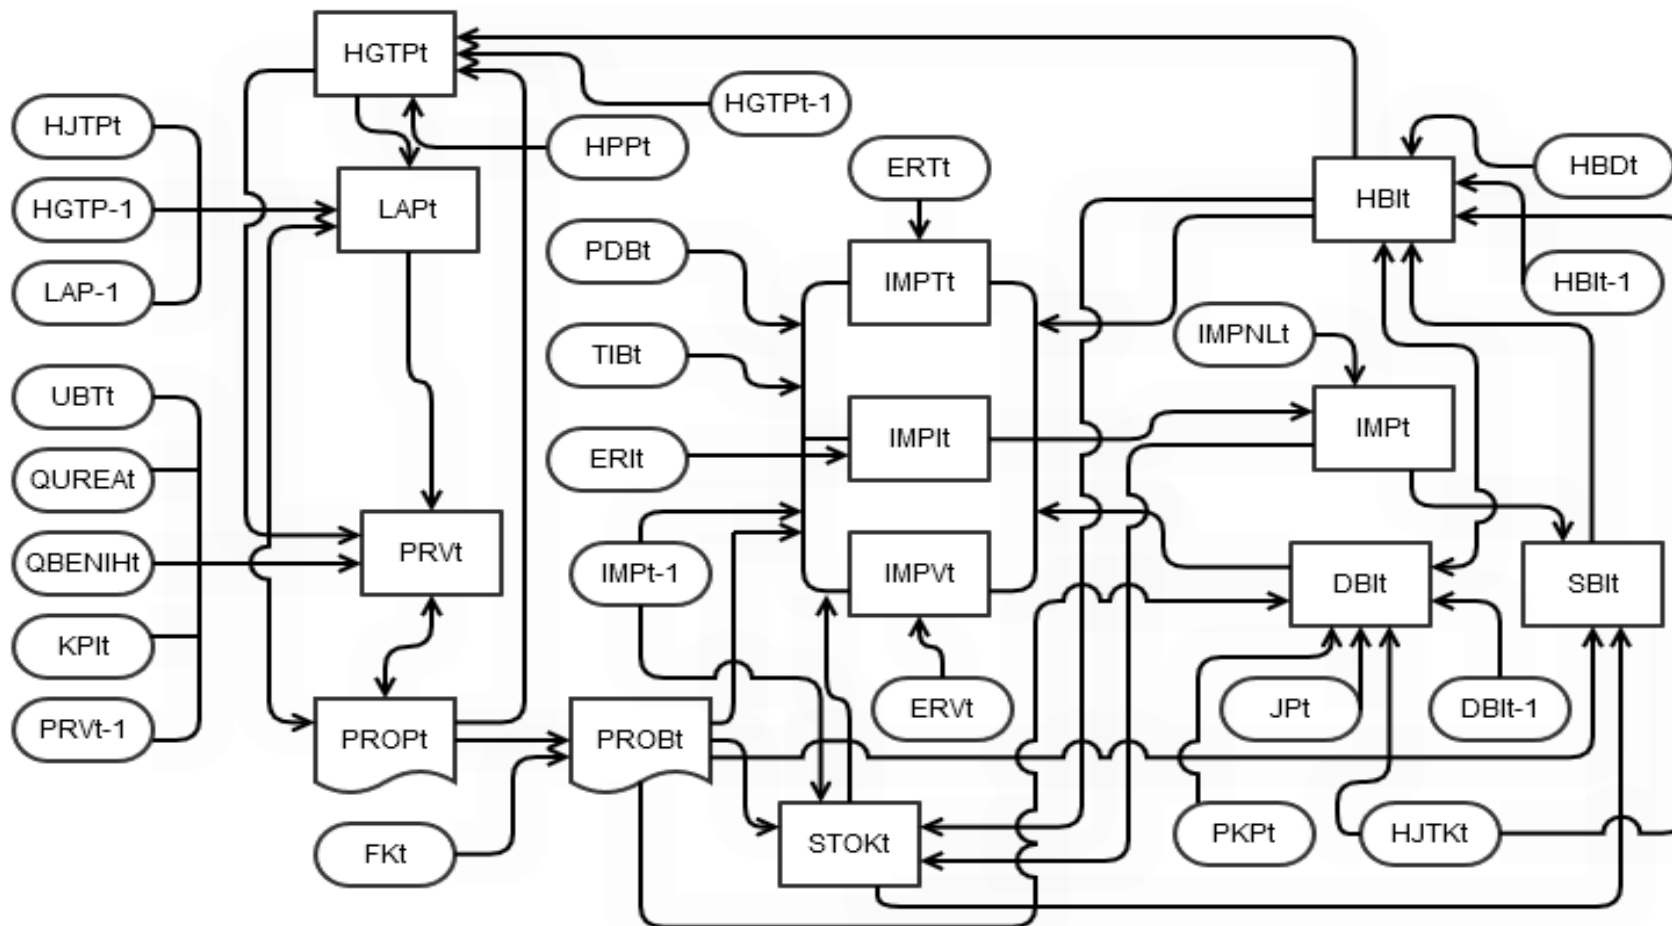 HGTPt
HJTPt
HGTPt-1
HPPt
ERTt
HBDt
HGTP-1
LAPt
HBIt
PDBt
LAP-1
IMPTt
HBIt-1
TIBt
IMPNLt
UBTt
IMPIt
IMPt
QUREAt
ERIt
QBENIHt
PRVt
IMPt-1
IMPVt
DBIt
SBIt
KPIt
PRVt-1
PROPt
PROBt
ERVt
JPt
DBIt-1
FKt
STOKt
PKPt
HJTKt